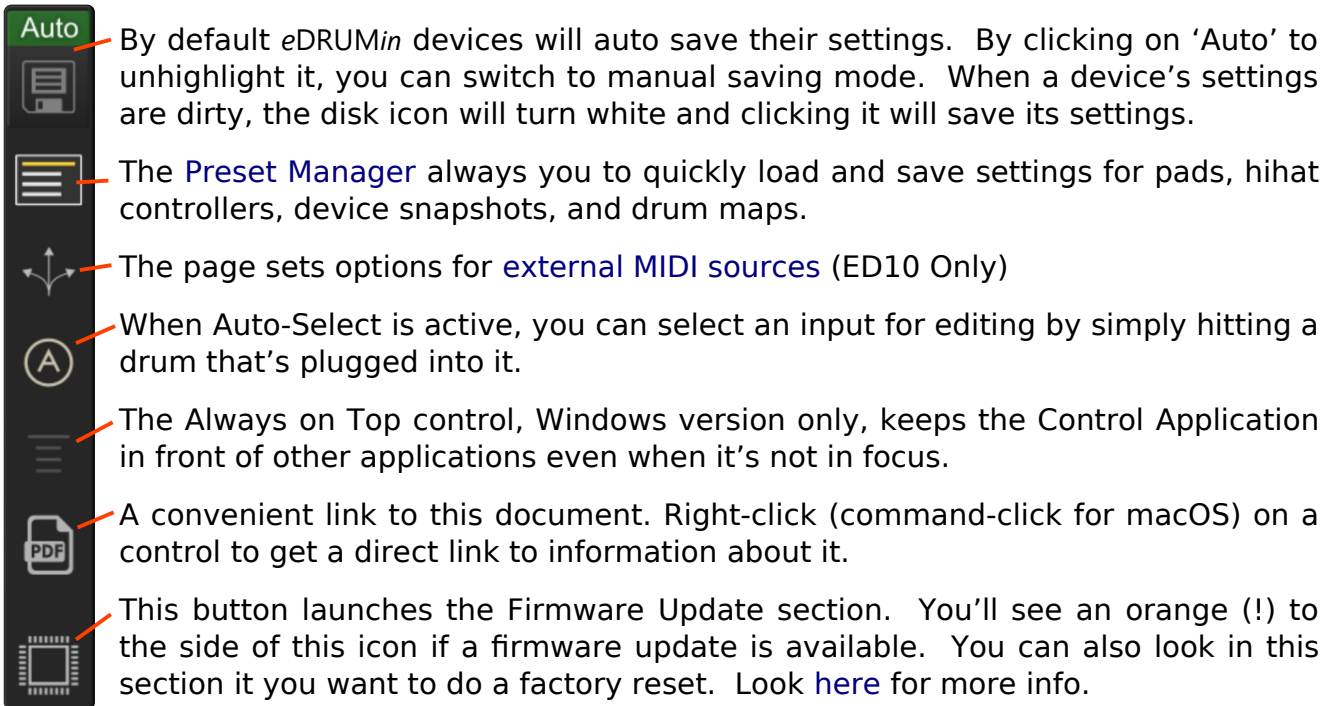 Auto
By default eDRUMin devices will auto save their settings.  By clicking on ‘Auto’ to
unhighlight it, you can switch to manual saving mode.  When a device’s settings
are dirty, the disk icon will turn white and clicking it will save its settings.
The Preset Manager always you to quickly load and save settings for pads, hihat
controllers, device snapshots, and drum maps.
The page sets options for external MIDI sources (ED10 Only)
When Auto-Select is active, you can select an input for editing by simply hitting a
drum that’s plugged into it.
A
The Always on Top control, Windows version only, keeps the Control Application
in front of other applications even when it’s not in focus.
A convenient link to this document. Right-click (command-click for macOS) on a
control to get a direct link to information about it.
PDF
This button launches the Firmware Update section.  You’ll see an orange (!) to
the side of this icon if a firmware update is available.  You can also look in this
section it you want to do a factory reset.  Look here for more info.